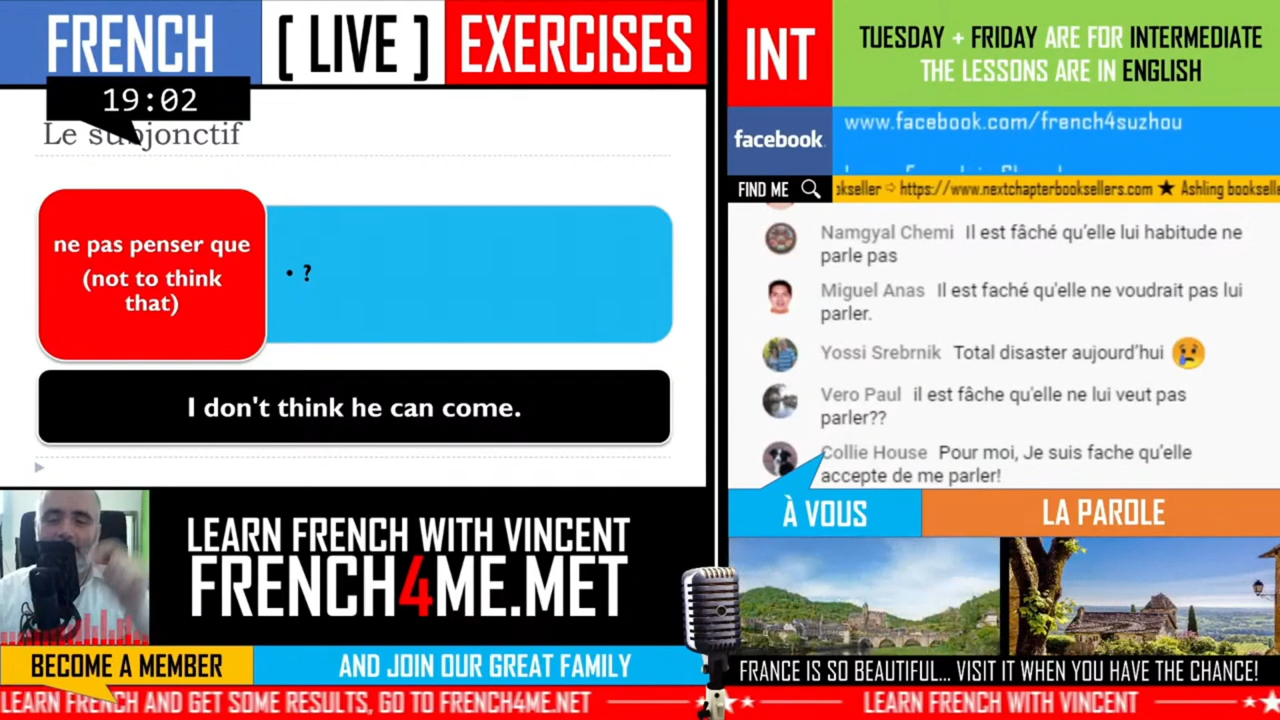 FRENCH [ LIVE ] EXERCISES
19:02
Le subjonctif
ne pas penser que
(not to think
that)
• ?
I don't think he can come.
LEARN FRENCH WITH VINCENT
FRENCH4ME.MET
BECOME A MEMBER
AND JOIN OUR GREAT FAMILY
INT
TUESDAY + FRIDAY ARE FOR INTERMEDIATE
THE LESSONS ARE IN ENGLISH
facebook
www.facebook.com/french4suzhou
FIND ME
okseller ⇨ https://www.nextchapterbooksellers.com ★ Ashling bookselle
Namgyal Chemi Il est fâché qu'elle lui habitude ne
parle pas
Miguel Anas Il est faché qu'elle ne voudrait pas lui
parler.
Yossi Srebrnik Total disaster aujourd'hui 😢
Vero Paul il est fâche qu'elle ne lui veut pas
parler??
Collie House Pour moi, Je suis fache qu'elle
accepte de me parler!
À VOUS
LA PAROLE
FRANCE IS SO BEAUTIFUL... VISIT IT WHEN YOU HAVE THE CHANCE!
LEARN FRENCH AND GET SOME RESULTS, GO TO FRENCH4ME.NET
LEARN FRENCH WITH VINCENT